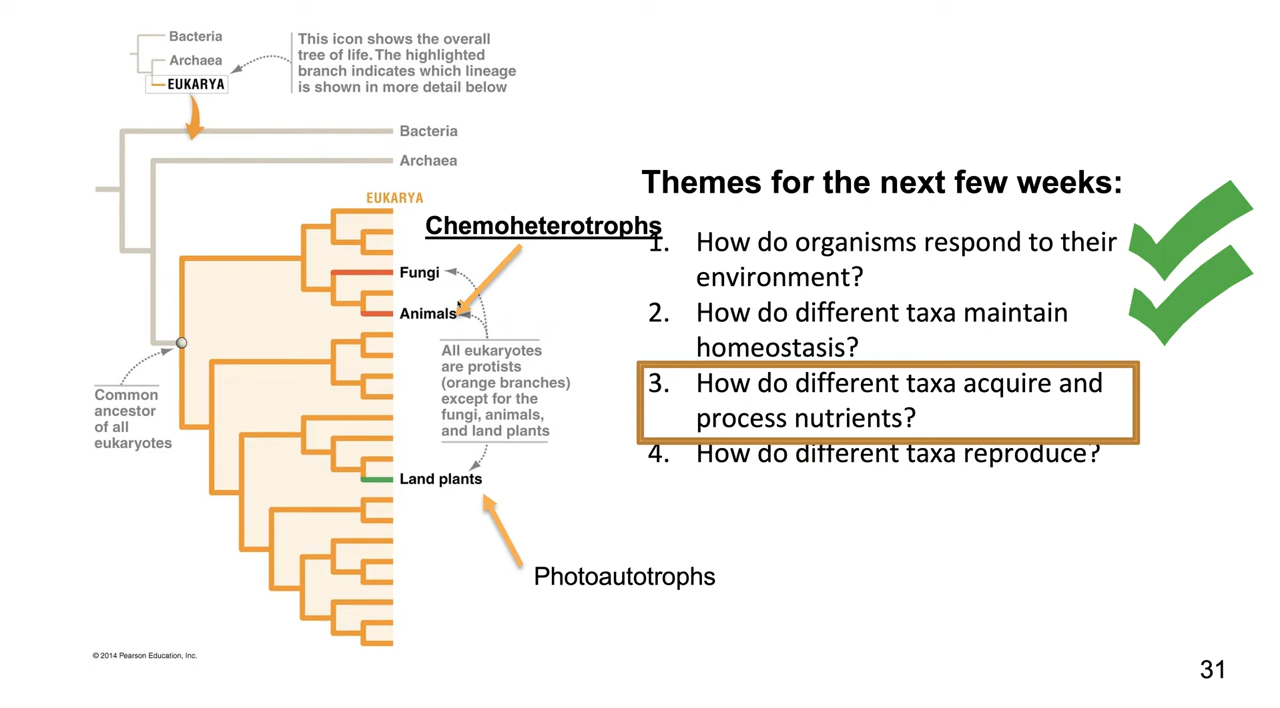 Bacteria
Archaea
EUKARYA
This icon shows the overall
tree of life. The highlighted
branch indicates which lineage
is shown in more detail below
Bacteria
Archaea
EUKARYA
Chemoheterotrophs
Fungi
Animals
All eukaryotes
are protists
(orange branches)
except for the
fungi, animals,
and land plants
Common
ancestor
of all
eukaryotes
Land plants
Photoautotrophs
© 2014 Pearson Education, Inc.
Themes for the next few weeks:
1. How do organisms respond to their
environment?
2. How do different taxa maintain
homeostasis?
3. How do different taxa acquire and
process nutrients?
4. How do different taxa reproduce?
31